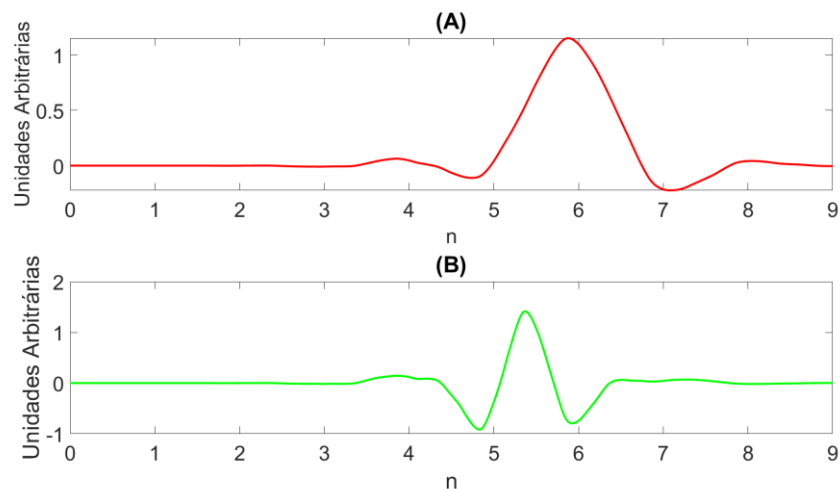 (A)
Unidades Arbitrárias
1
0.5
0
0 1 2 3 4 5 6 7 8 9
n
(B)
Unidades Arbitrárias
2
1
0
-1
0 1 2 3 4 5 6 7 8 9
n